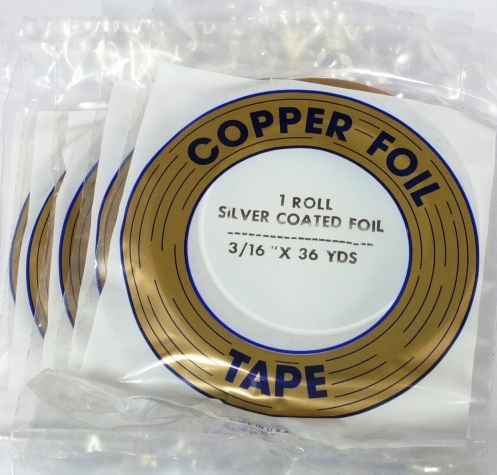 COPPER FOIL
1 ROLL
SILVER COATED FOIL
3/16 "X 36 YDS
TAPE